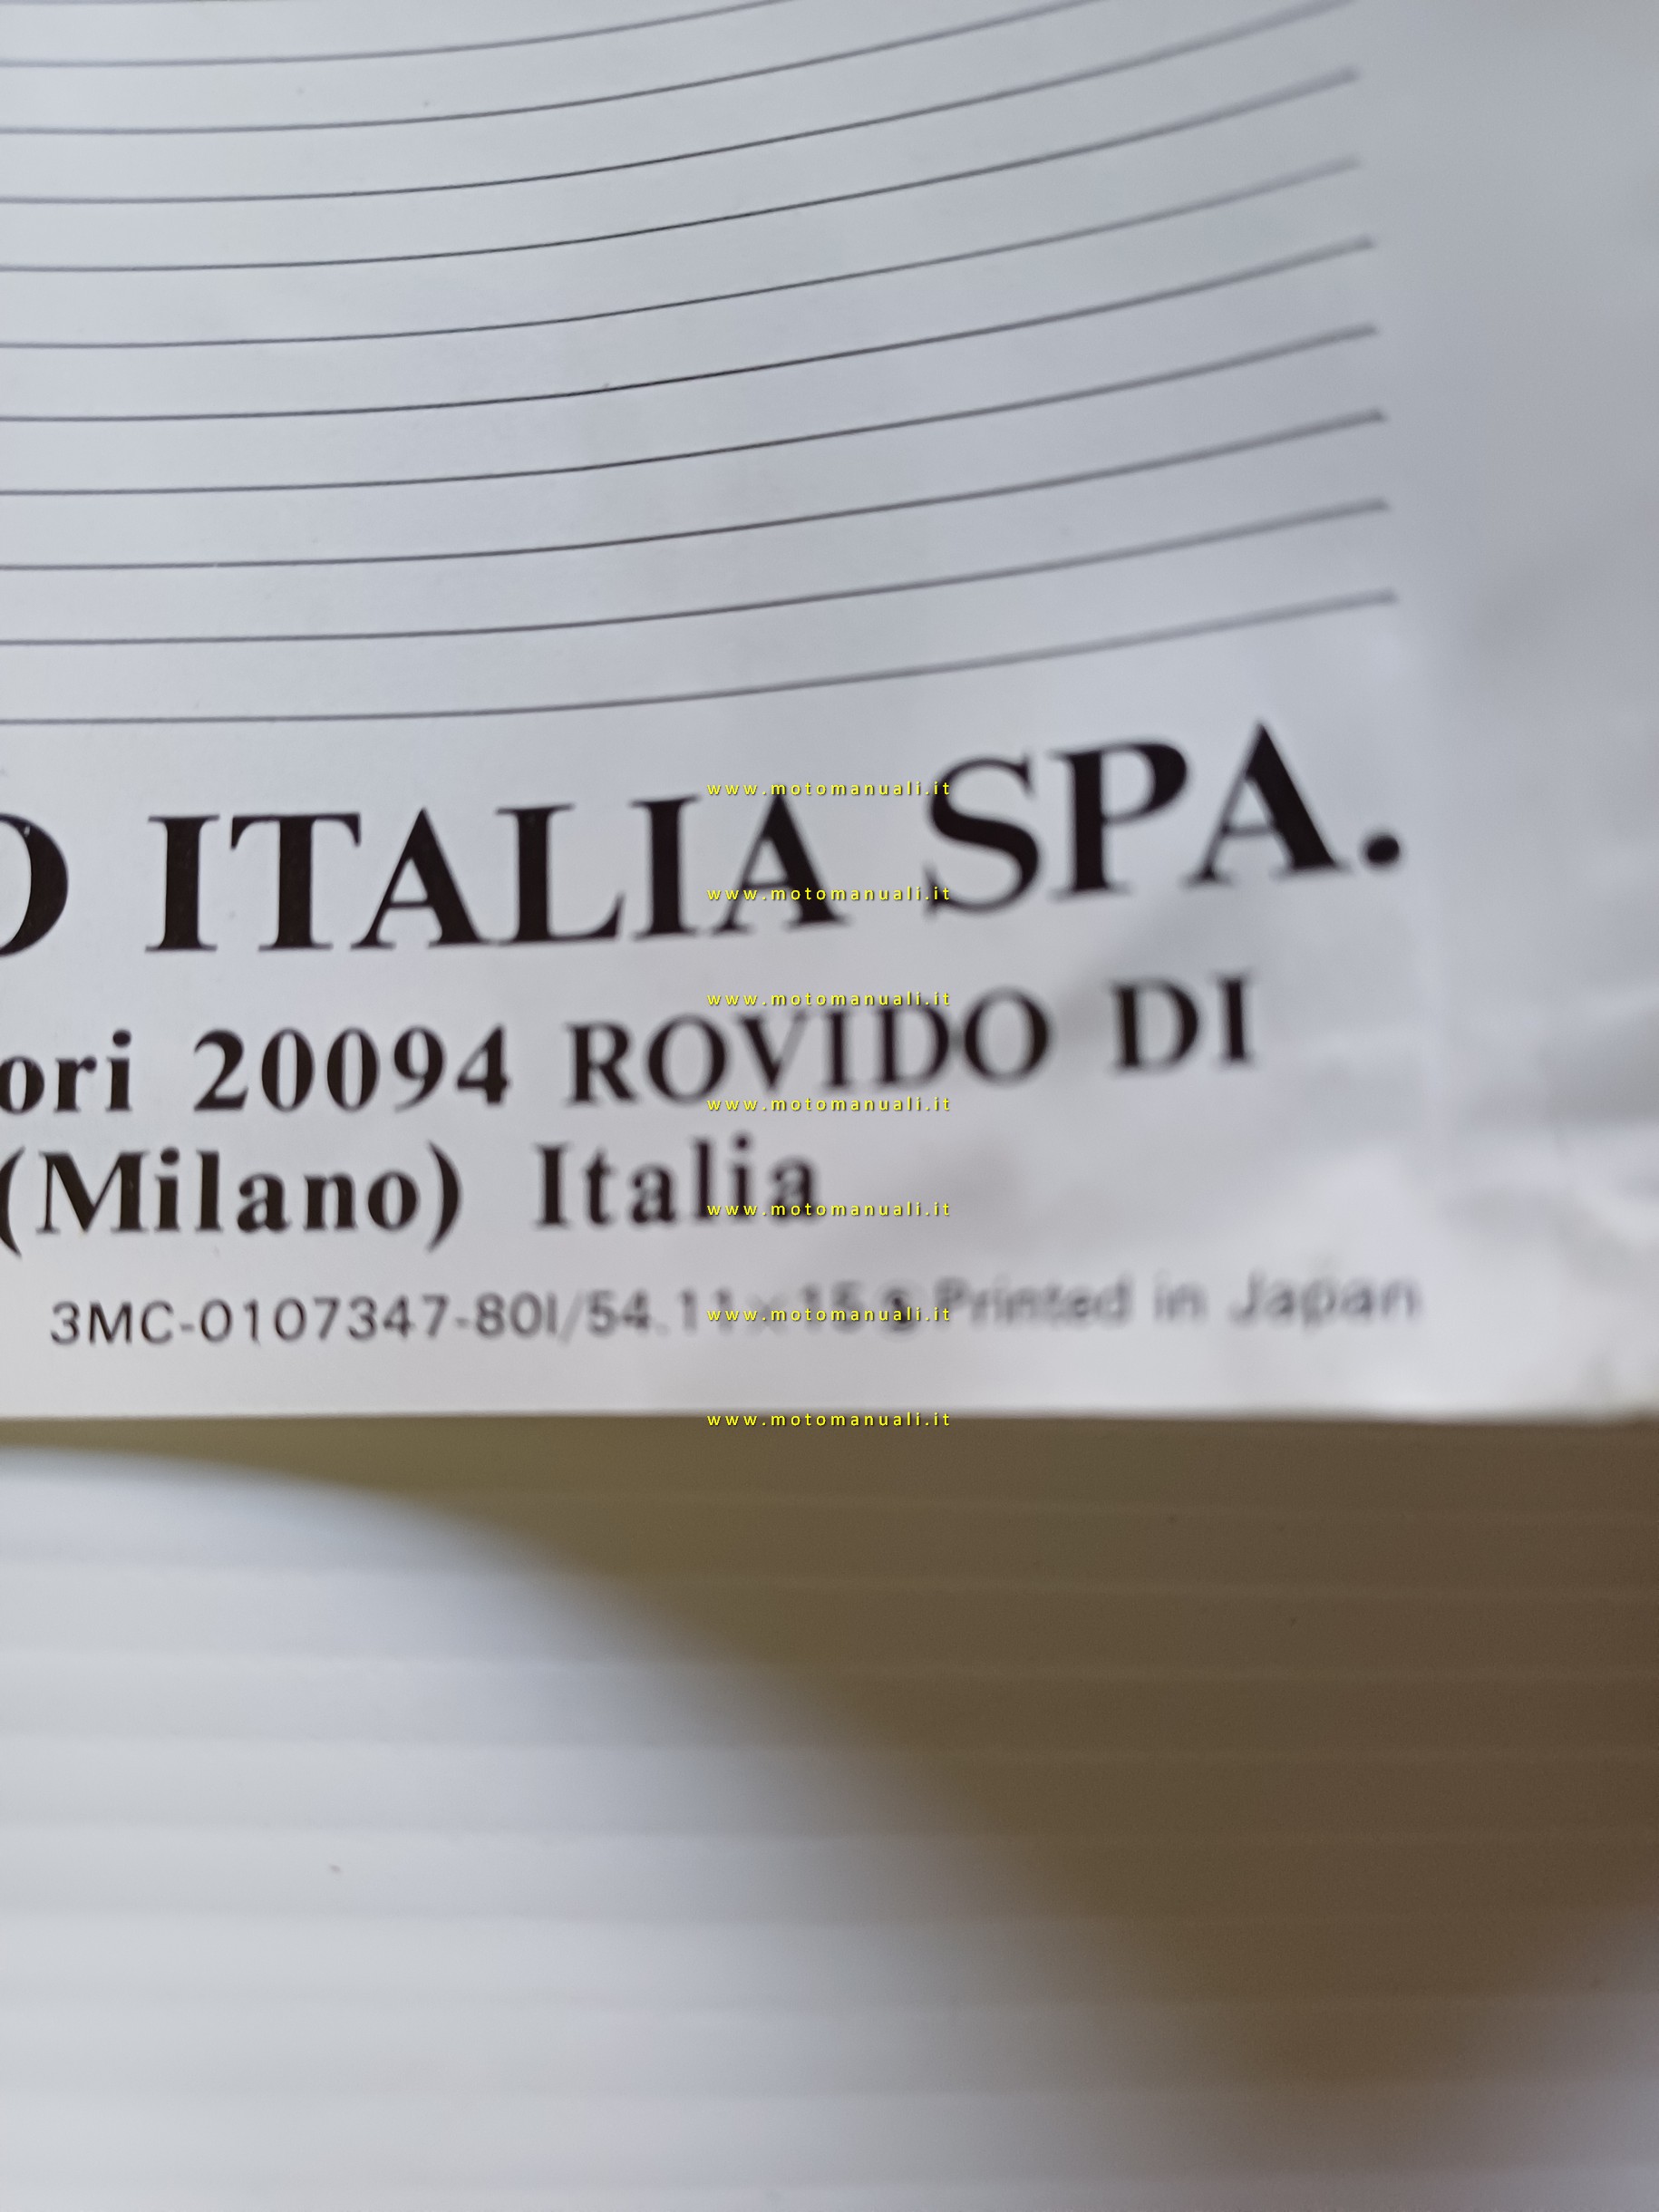 O ITALIA SPA.
ori 20094 ROVIDO DI
(Milano) Italia
3MC-0107347-80I/54.11×15 Printed in Japan
www.motomanuali.it
www.motomanuali.it
www.motomanuali.it
www.motomanuali.it
www.motomanuali.it
www.motomanuali.it
www.motomanuali.it